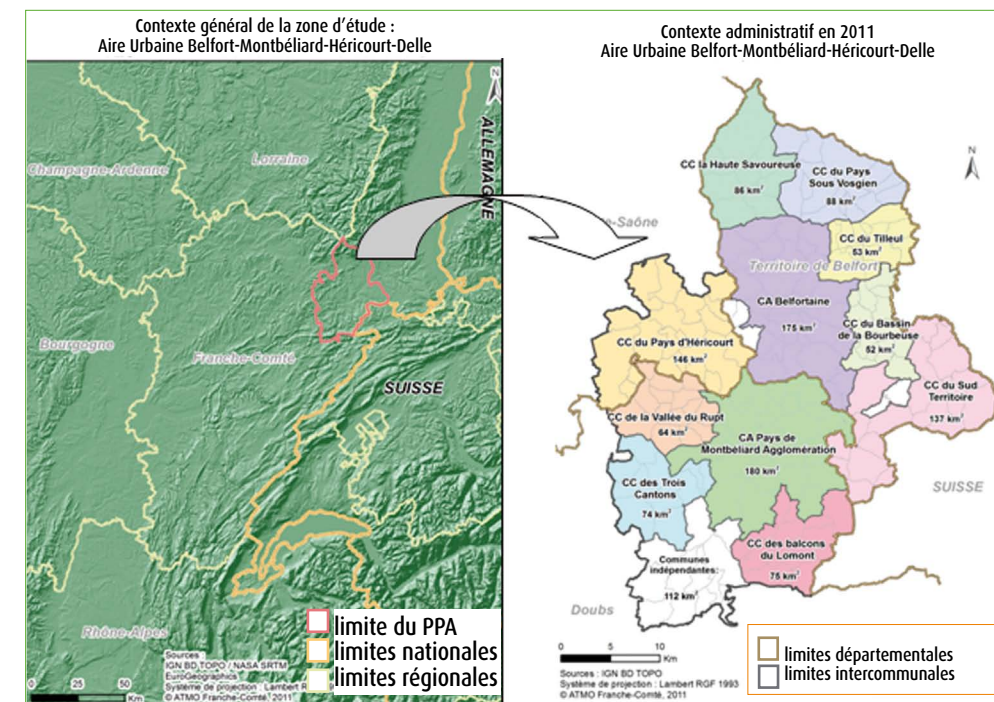 Contexte général de la zone d'étude :
Aire Urbaine Belfort-Montbéliard-Héricourt-Delle
N
ALLEMAGNE
Champagne-Ardenne
Lorraine
Bourgogne
Franche-Comté
SUISSE
Rhône-Alpes
limite du PPA
limites nationales
limites régionales
Sources :
IGN BD TOPO / NASA SRTM
EuroGeographics
Système de projection : Lambert
© ATMO Franche-Comté, 2011
0 25 50
Km
Contexte administratif en 2011
Aire Urbaine Belfort-Montbéliard-Héricourt-Delle
N
CC la Haute Savoureuse
86 km²
CC du Pays
Sous Vosgien
88 km²
e-Saône
CC du Tilleul
53 km²
Territoire de Belfort
CA Belfortaine
175 km²
CC du Bassin
de la Bourbeuse
52 km²
CC du Pays d'Héricourt
146 km²
CC du Sud
Territoire
137 km²
CC de la Vallée du Rupt
64 km²
CA Pays de
Montbéliard Agglomération
180 km²
CC des Trois
Cantons
74 km²
SUISSE
CC des balcons
du Lomont
75 km²
Communes
indépendantes:
112 km²
Doubs
0 5 10
Km
Sources : IGN BD TOPO
Système de projection : Lambert RGF 1993
© ATMO Franche-Comté, 2011
limites départementales
limites intercommunales